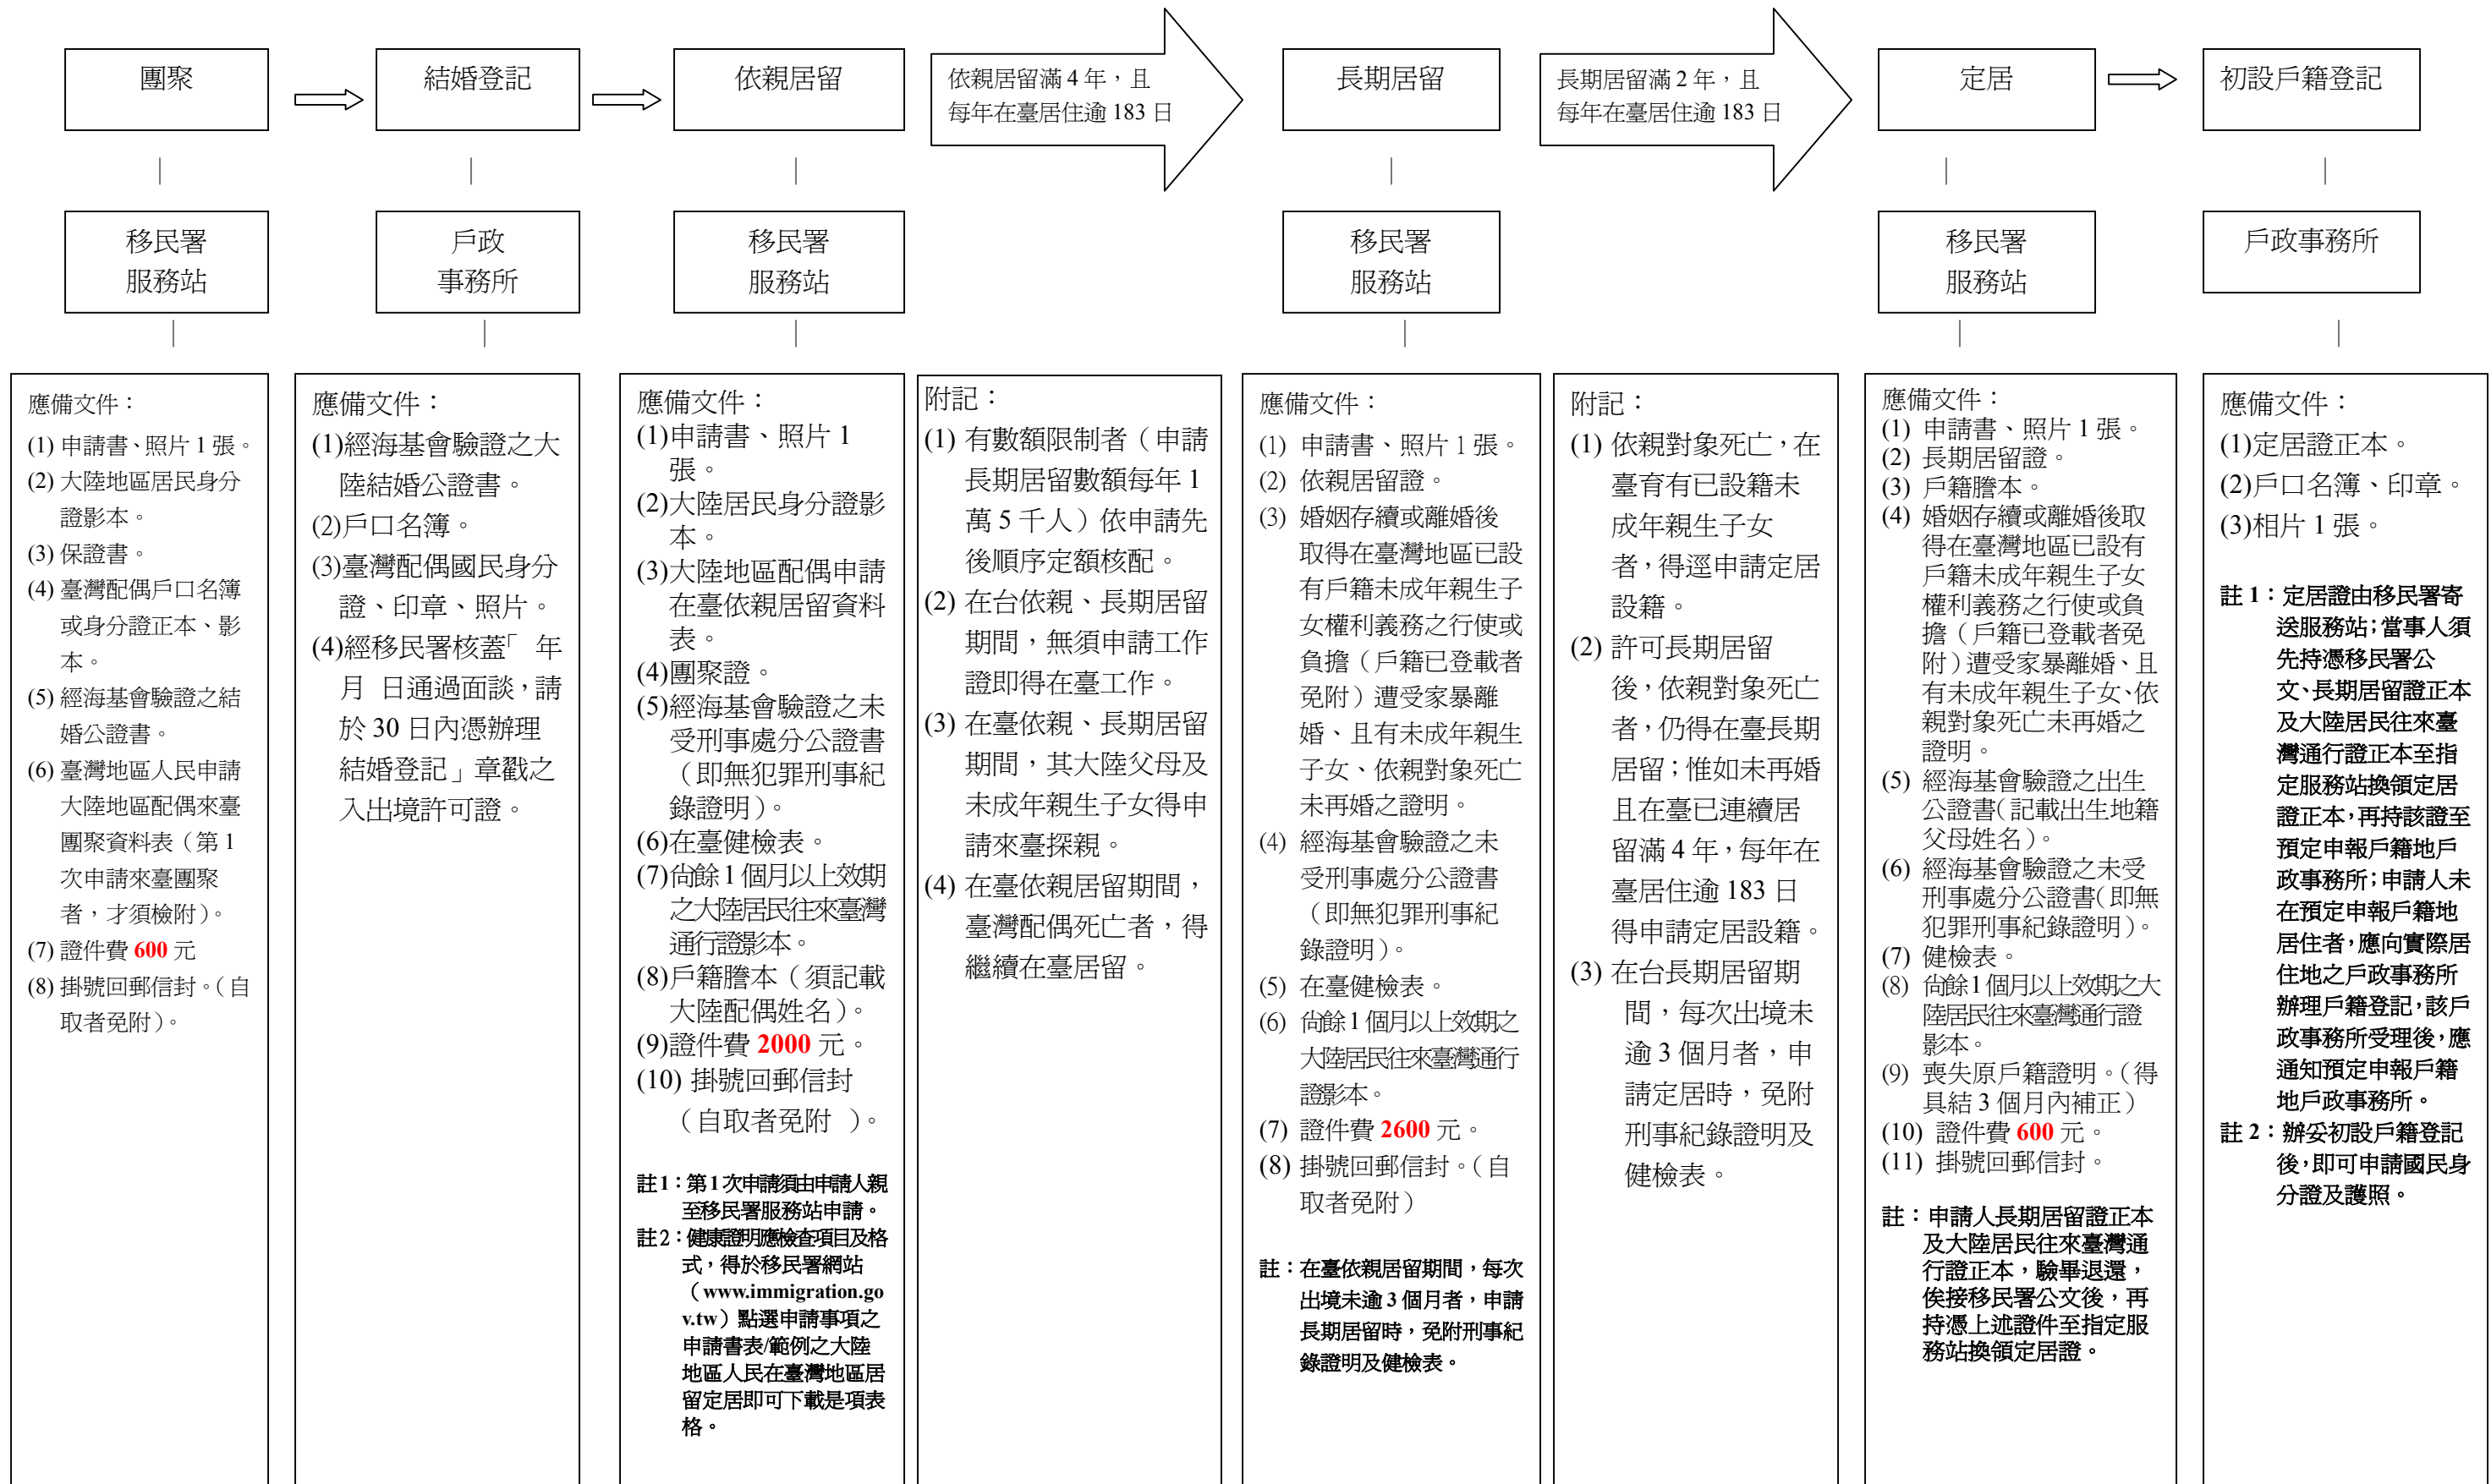 團聚
結婚登記
依親居留
依親居留滿 4 年，且
每年在臺居住逾 183 日
長期居留
長期居留滿 2 年，且
每年在臺居住逾 183 日
定居
初設戶籍登記
移民署
服務站
戶政
事務所
移民署
服務站
移民署
服務站
移民署
服務站
戶政事務所
應備文件：
(1) 申請書、照片 1 張。
(2) 大陸地區居民身分
證影本。
(3) 保證書。
(4) 臺灣配偶戶口名簿
或身分證正本、影
本。
(5) 經海基會驗證之結
婚公證書。
(6) 臺灣地區人民申請
大陸地區配偶來臺
團聚資料表（第 1
次申請來臺團聚
者，才須檢附）。
(7) 證件費 600 元
(8) 掛號回郵信封。（自
取者免附）。
應備文件：
(1)經海基會驗證之大
陸結婚公證書。
(2)戶口名簿。
(3)臺灣配偶國民身分
證、印章、照片。
(4)經移民署核蓋「 年
月 日通過面談，請
於 30 日內憑辦理
結婚登記」章戳之
入出境許可證。
應備文件：
(1)申請書、照片 1
張。
(2)大陸居民身分證影
本。
(3)大陸地區配偶申請
在臺依親居留資料
表。
(4)團聚證。
(5)經海基會驗證之未
受刑事處分公證書
（即無犯罪刑事紀
錄證明）。
(6)在臺健檢表。
(7)尚餘 1 個月以上效期
之大陸居民往來臺灣
通行證影本。
(8)戶籍謄本（須記載
大陸配偶姓名）。
(9)證件費 2000 元。
(10) 掛號回郵信封
（自取者免附 ）。
註 1：第 1 次申請須由申請人親
至移民署服務站申請。
註 2：健康證明應檢查項目及格
式，得於移民署網站
（www.immigration.go
v.tw）點選申請事項之
申請書表/範例之大陸
地區人民在臺灣地區居
留定居即可下載是項表
格。
附記：
(1) 有數額限制者（申請
長期居留數額每年 1
萬 5 千人）依申請先
後順序定額核配。
(2) 在台依親、長期居留
期間，無須申請工作
證即得在臺工作。
(3) 在臺依親、長期居留
期間，其大陸父母及
未成年親生子女得申
請來臺探親。
(4) 在臺依親居留期間，
臺灣配偶死亡者，得
繼續在臺居留。
應備文件：
(1) 申請書、照片 1 張。
(2) 依親居留證。
(3) 婚姻存續或離婚後
取得在臺灣地區已設
有戶籍未成年親生子
女權利義務之行使或
負擔（戶籍已登載者
免附）遭受家暴離
婚、且有未成年親生
子女、依親對象死亡
未再婚之證明。
(4) 經海基會驗證之未
受刑事處分公證書
（即無犯罪刑事紀
錄證明）。
(5) 在臺健檢表。
(6) 尚餘 1 個月以上效期之
大陸居民往來臺灣通行
證影本。
(7) 證件費 2600 元。
(8) 掛號回郵信封。（自
取者免附）
註：在臺依親居留期間，每次
出境未逾 3 個月者，申請
長期居留時，免附刑事紀
錄證明及健檢表。
附記：
(1) 依親對象死亡，在
臺育有已設籍未
成年親生子女
者，得逕申請定居
設籍。
(2) 許可長期居留
後，依親對象死亡
者，仍得在臺長期
居留；惟如未再婚
且在臺已連續居
留滿 4 年，每年在
臺居住逾 183 日
得申請定居設籍。
(3) 在台長期居留期
間，每次出境未
逾 3 個月者，申
請定居時，免附
刑事紀錄證明及
健檢表。
應備文件：
(1) 申請書、照片 1 張。
(2) 長期居留證。
(3) 戶籍謄本。
(4) 婚姻存續或離婚後取
得在臺灣地區已設有
戶籍未成年親生子女
權利義務之行使或負
擔（戶籍已登載者免
附）遭受家暴離婚、且
有未成年親生子女、依
親對象死亡未再婚之
證明。
(5) 經海基會驗證之出生
公證書（記載出生地籍
父母姓名）。
(6) 經海基會驗證之未受
刑事處分公證書（即無
犯罪刑事紀錄證明）。
(7) 健檢表。
(8) 尚餘 1 個月以上效期之大
陸居民往來臺灣通行證
影本。
(9) 喪失原戶籍證明。（得
具結 3 個月內補正）
(10) 證件費 600 元。
(11) 掛號回郵信封。
註：申請人長期居留證正本
及大陸居民往來臺灣通
行證正本，驗畢退還，
俟接移民署公文後，再
持憑上述證件至指定服
務站換領定居證。
應備文件：
(1)定居證正本。
(2)戶口名簿、印章。
(3)相片 1 張。
註 1：定居證由移民署寄
送服務站；當事人須
先持憑移民署公
文、長期居留證正本
及大陸居民往來臺
灣通行證正本至指
定服務站換領定居
證正本，再持該證至
預定申報戶籍地戶
政事務所；申請人未
在預定申報戶籍地
居住者，應向實際居
住地之戶政事務所
辦理戶籍登記，該戶
政事務所受理後，應
通知預定申報戶籍
地戶政事務所。
註 2：辦妥初設戶籍登記
後，即可申請國民身
分證及護照。